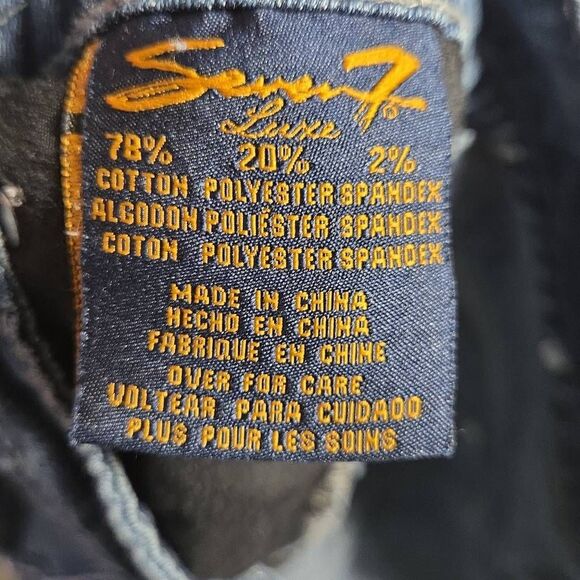 Seven7
Luxe
78% 20% 2%
COTTON POLYESTER SPANDEX
ALGODON POLIESTER SPANDEX
COTON POLYESTER SPANDEX
MADE IN CHINA
HECHO EN CHINA
FABRIQUE EN CHINE
OVER FOR CARE
VOLTEAR PARA CUIDADO
PLUS POUR LES SOINS